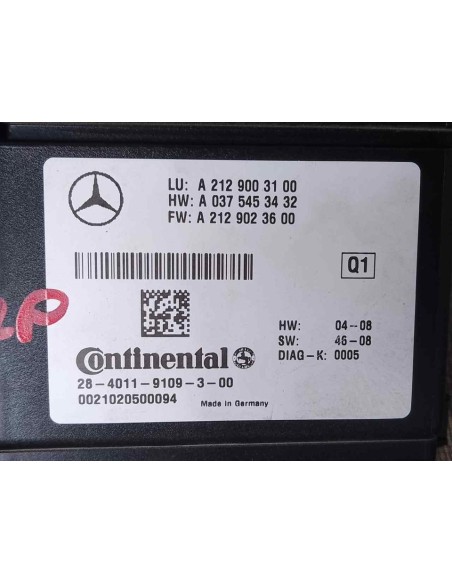 LU: A 212 900 31 00
HW: A 037 545 34 32
FW: A 212 902 36 00
Q1
HW: 04-08
SW: 46-08
DIAG-K: 0005
Continental
28-4011-9109-3-00
0021020500094
Made in Germany